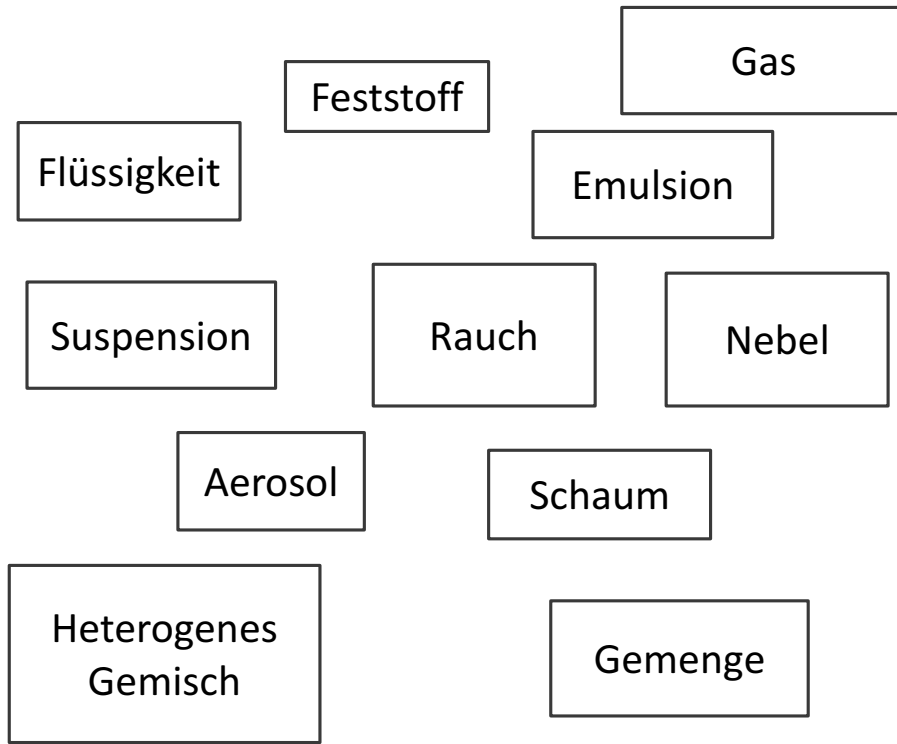 Gas
Feststoff
Flüssigkeit
Emulsion
Suspension
Rauch
Nebel
Aerosol
Schaum
Heterogenes
Gemisch
Gemenge